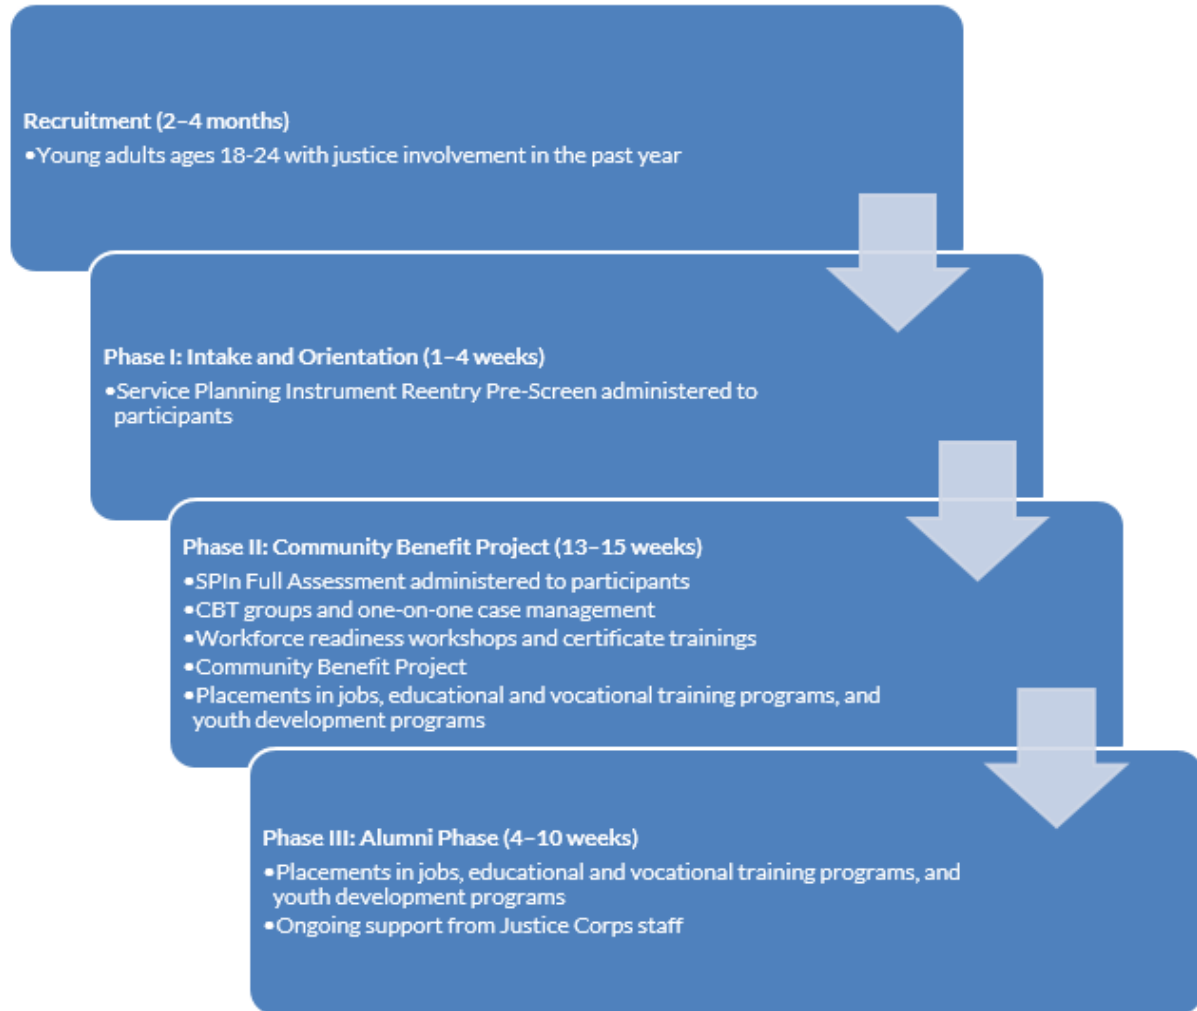 Recruitment (2–4 months)
•Young adults ages 18-24 with justice involvement in the past year
Phase I: Intake and Orientation (1–4 weeks)
•Service Planning Instrument Reentry Pre-Screen administered to
participants
Phase II: Community Benefit Project (13–15 weeks)
•SPIn Full Assessment administered to participants
•CBT groups and one-on-one case management
•Workforce readiness workshops and certificate trainings
•Community Benefit Project
•Placements in jobs, educational and vocational training programs, and
youth development programs
Phase III: Alumni Phase (4–10 weeks)
•Placements in jobs, educational and vocational training programs, and
youth development programs
•Ongoing support from Justice Corps staff